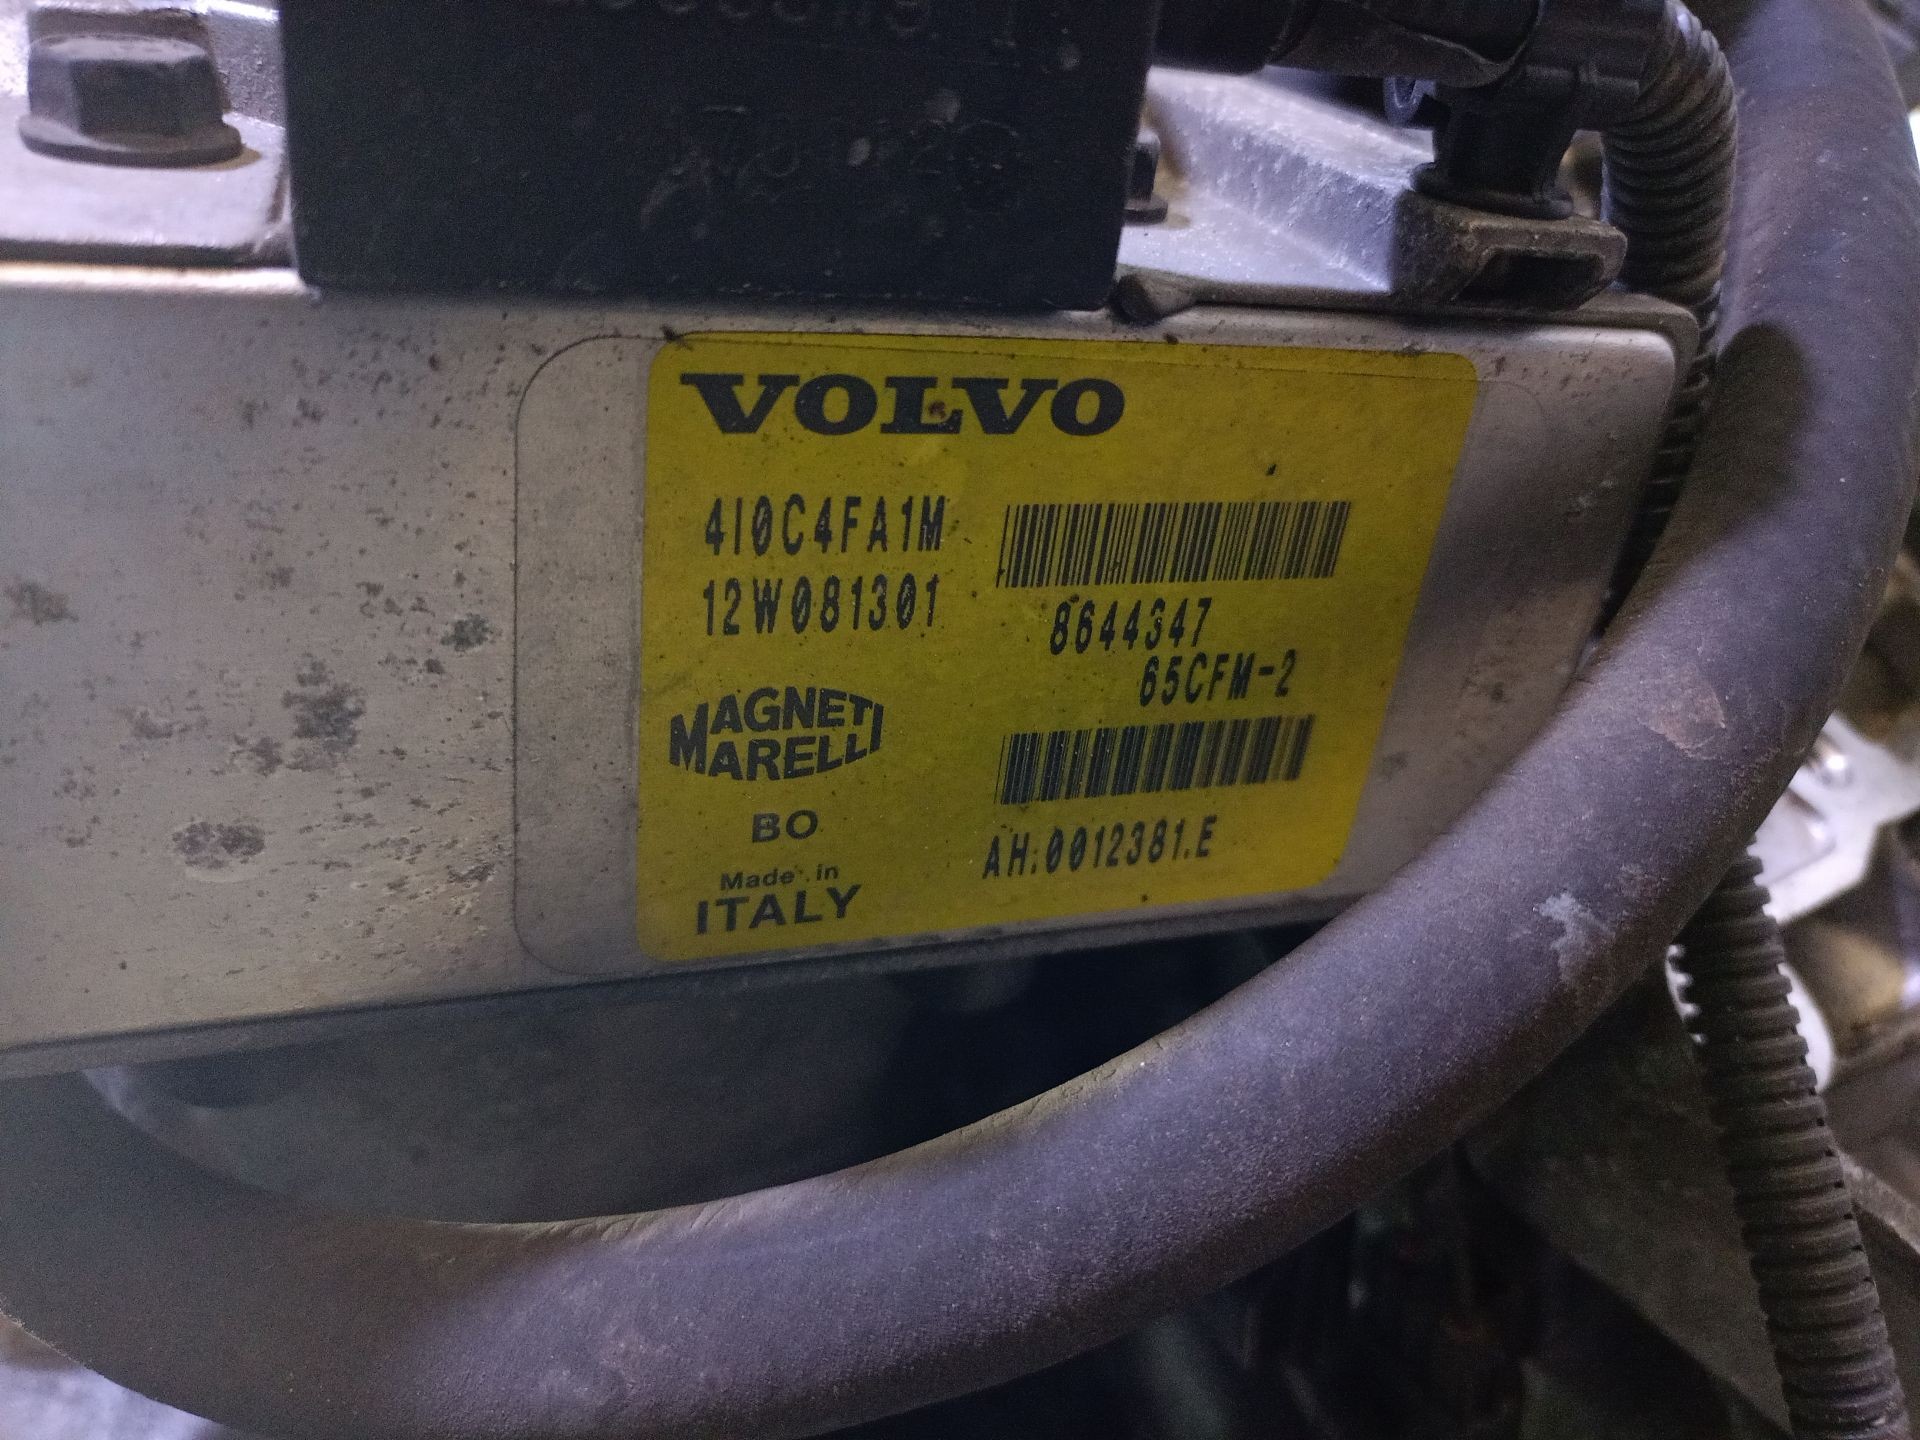 VOLVO
4I0C4FA1M
12W081301
8644347
65CFM-2
MAGNETI
MARELLI
BO
Made in
ITALY
AH.0012381.E